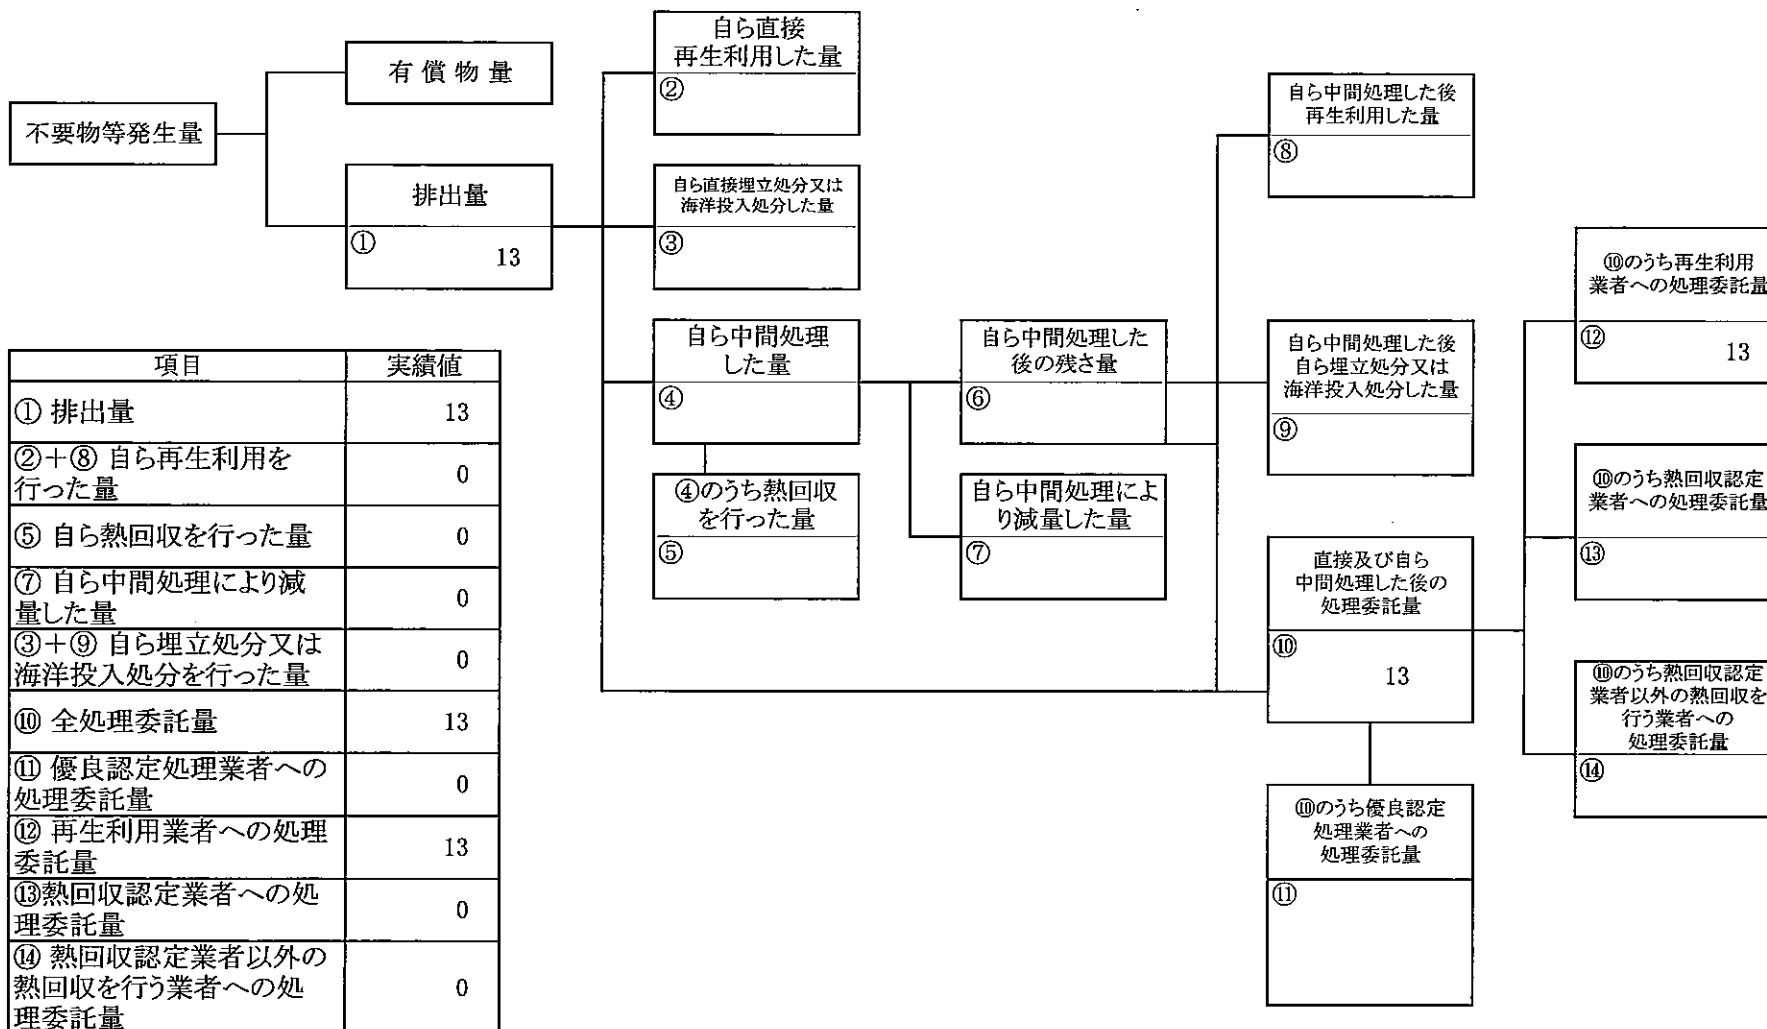 不要物等発生量
有償物量
排出量
①
13
自ら直接
再生利用した量
②
自ら直接埋立処分又は
海洋投入処分した量
③
自ら中間処理
した量
④
④のうち熱回収
を行った量
⑤
自ら中間処理した
後の残さ量
⑥
自ら中間処理によ
り減量した量
⑦
自ら中間処理した後
再生利用した量
⑧
自ら中間処理した後
自ら埋立処分又は
海洋投入処分した量
⑨
直接及び自ら
中間処理した後の
処理委託量
⑩
13
⑩のうち優良認定
処理業者への
処理委託量
⑪
⑩のうち再生利用
業者への処理委託量
⑫
13
⑩のうち熱回収認定
業者への処理委託量
⑬
⑩のうち熱回収認定
業者以外の熱回収を
行う業者への
処理委託量
⑭
項目 実績値
① 排出量 13
②+⑧ 自ら再生利用を
行った量 0
⑤ 自ら熱回収を行った量 0
⑦ 自ら中間処理により減
量した量 0
③+⑨ 自ら埋立処分又は
海洋投入処分を行った量 0
⑩ 全処理委託量 13
⑪ 優良認定処理業者への
処理委託量 0
⑫ 再生利用業者への処理
委託量 13
⑬熱回収認定業者への処
理委託量 0
⑭ 熱回収認定業者以外の
熱回収を行う業者への処
理委託量 0